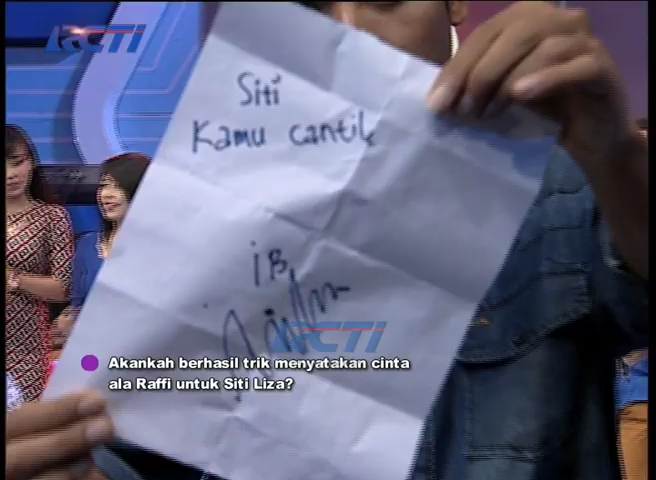 RCTI
Siti
Kamu cantik
RCTI
Akankah berhasil trik menyatakan cinta
ala Raffi untuk Siti Liza?